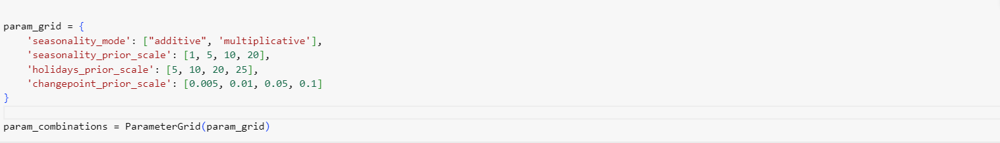 param_grid = {
    'seasonality_mode': ["additive", 'multiplicative'],
    'seasonality_prior_scale': [1, 5, 10, 20],
    'holidays_prior_scale': [5, 10, 20, 25],
    'changepoint_prior_scale': [0.005, 0.01, 0.05, 0.1]
}
param_combinations = ParameterGrid(param_grid)